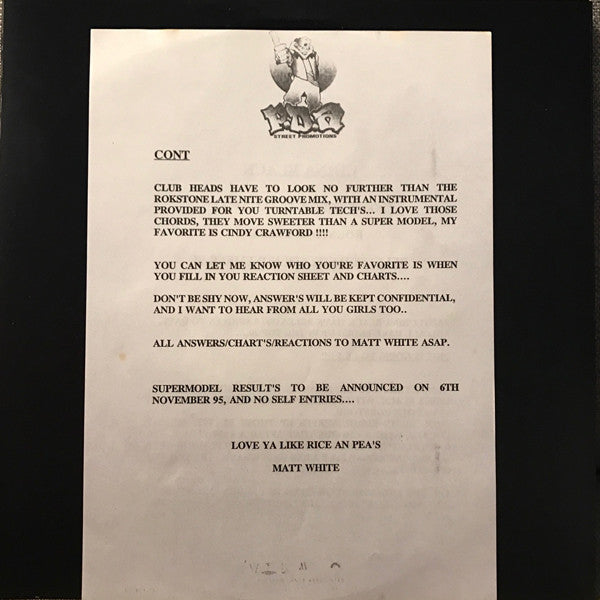 P.D.A
STREET PROMOTIONS
CONT
CLUB HEADS HAVE TO LOOK NO FURTHER THAN THE
ROKSTONE LATE NITE GROOVE MIX, WITH AN INSTRUMENTAL
PROVIDED FOR YOU TURNTABLE TECH'S... I LOVE THOSE
CHORDS, THEY MOVE SWEETER THAN A SUPER MODEL, MY
FAVORITE IS CINDY CRAWFORD !!!!
YOU CAN LET ME KNOW WHO YOU'RE FAVORITE IS WHEN
YOU FILL IN YOU REACTION SHEET AND CHARTS....
DON'T BE SHY NOW, ANSWER'S WILL BE KEPT CONFIDENTIAL,
AND I WANT TO HEAR FROM ALL YOU GIRLS TOO..
ALL ANSWERS/CHART'S/REACTIONS TO MATT WHITE ASAP.
SUPERMODEL RESULT'S TO BE ANNOUNCED ON 6TH
NOVEMBER 95, AND NO SELF ENTRIES....
LOVE YA LIKE RICE AN PEA'S
MATT WHITE